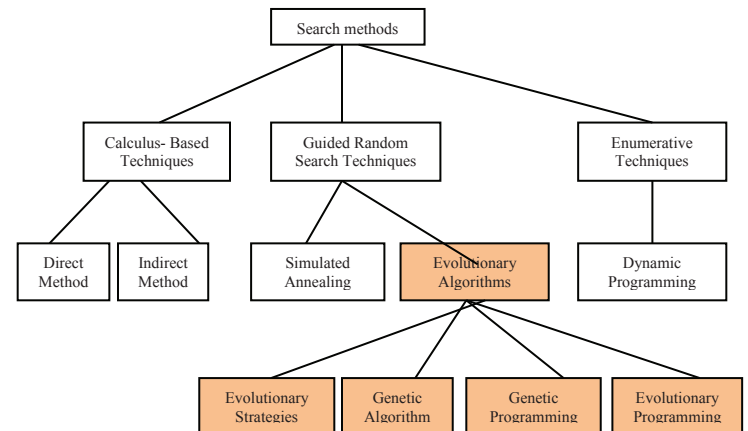 Search methods
Calculus- Based
Techniques
Guided Random
Search Techniques
Enumerative
Techniques
Direct
Method
Indirect
Method
Simulated
Annealing
Evolutionary
Algorithms
Dynamic
Programming
Evolutionary
Strategies
Genetic
Algorithm
Genetic
Programming
Evolutionary
Programming